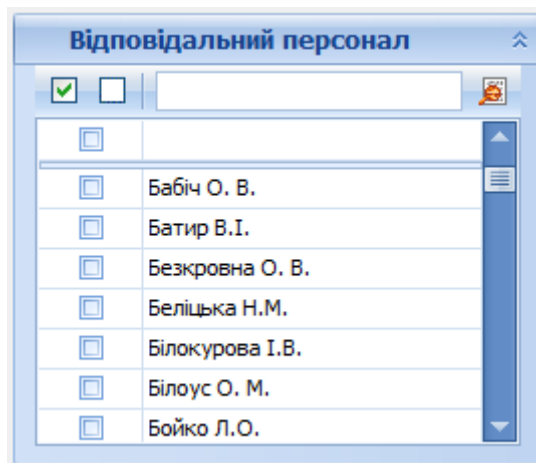 Відповідальний персонал
Бабіч О. В.
Батир В.І.
Безкровна О. В.
Беліцька Н.М.
Білокурова І.В.
Білоус О. М.
Бойко Л.О.